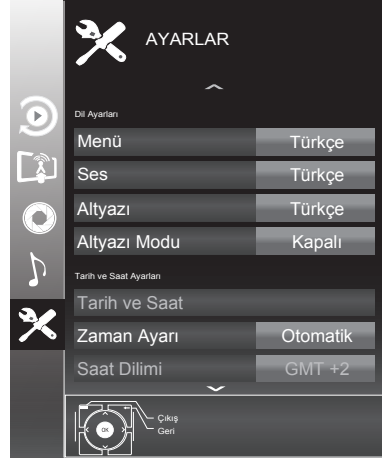 AYARLAR
Dil Ayarları
Menü Türkçe
Ses Türkçe
Altyazı Türkçe
Altyazı Modu Kapalı
Tarih ve Saat Ayarları
Tarih ve Saat
Zaman Ayarı Otomatik
Saat Dilimi GMT +2
Çıkış
OK
Geri